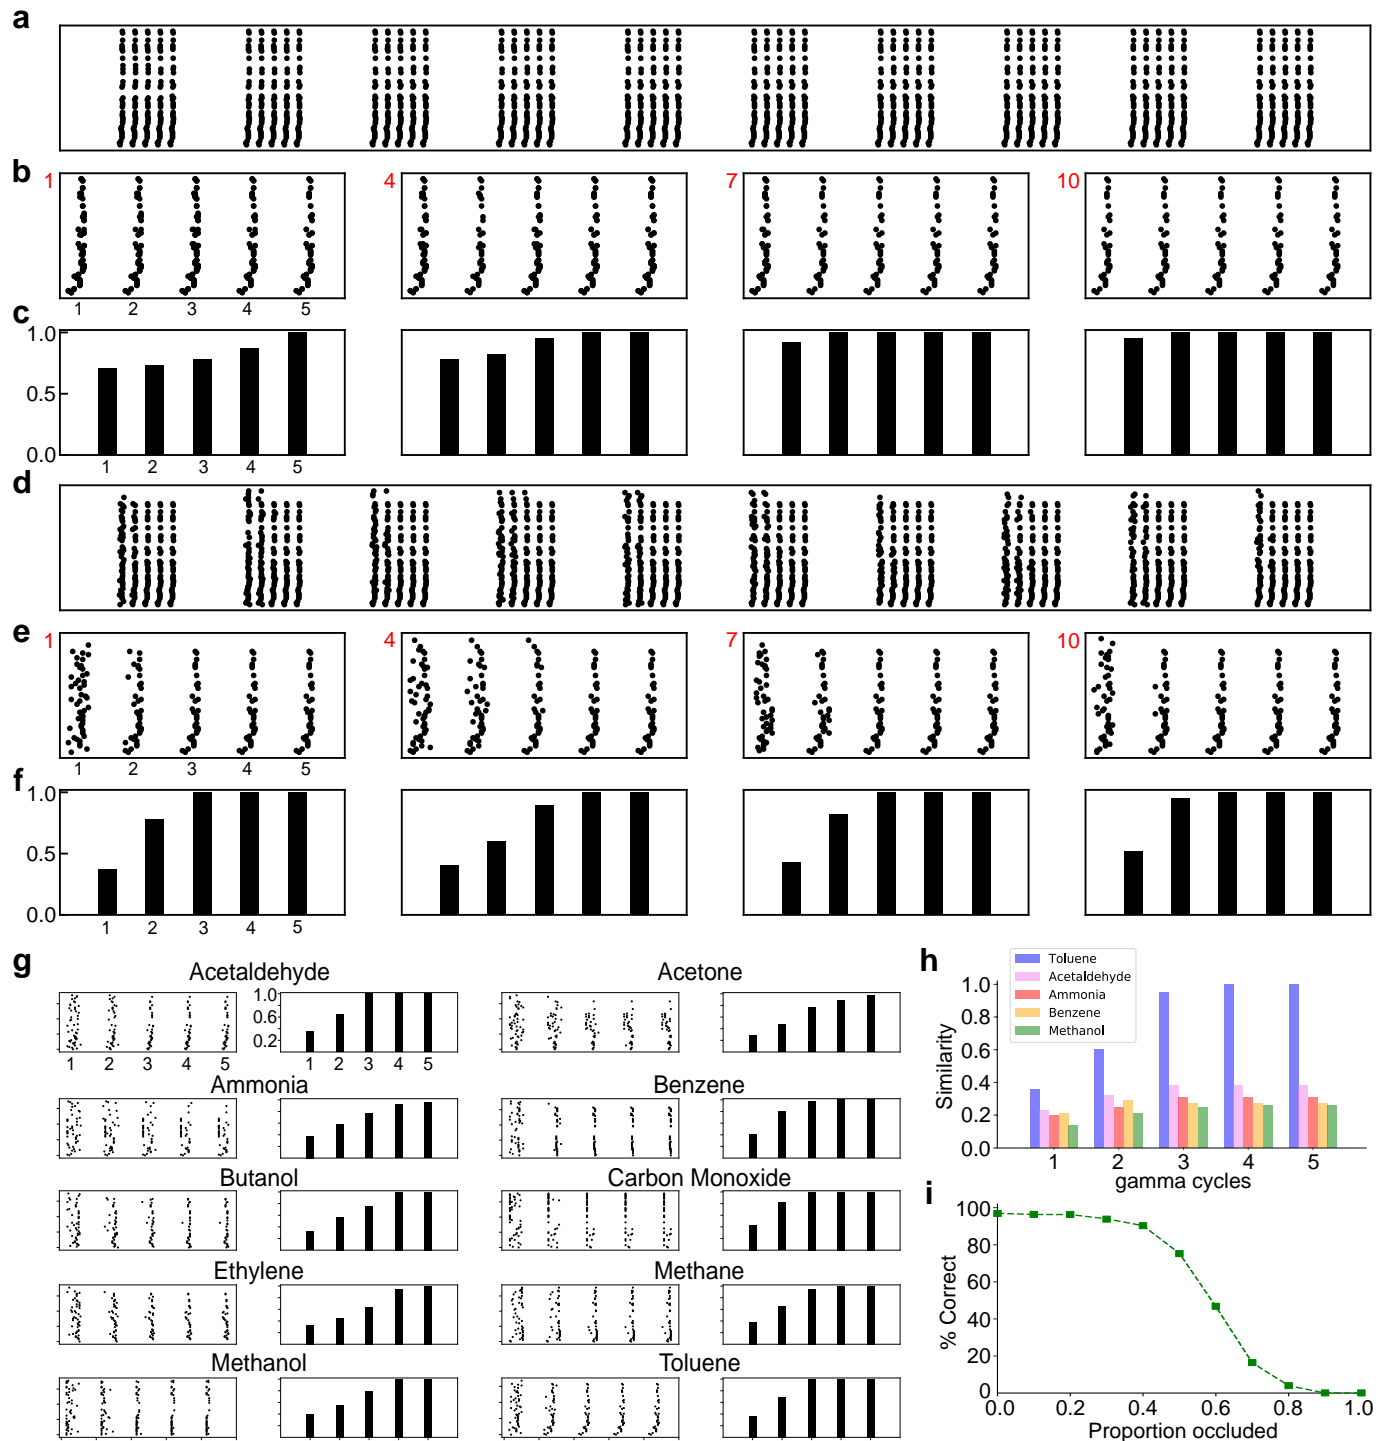 a
b
1
4
7
10
1 2 3 4 5
c
1.0
0.5
0.0
1 2 3 4 5
d
e
1
4
7
10
1 2 3 4 5
f
1.0
0.5
0.0
1 2 3 4 5
g
Acetaldehyde
Acetone
1.0
0.6
0.2
1 2 3 4 5
1 2 3 4 5
Ammonia
Benzene
Butanol
Carbon Monoxide
Ethylene
Methane
Methanol
Toluene
h
Toluene
Acetaldehyde
Ammonia
Benzene
Methanol
Similarity
1.0
0.8
0.6
0.4
0.2
0.0
1 2 3 4 5
gamma cycles
i
% Correct
100
80
60
40
20
0
0.0 0.2 0.4 0.6 0.8 1.0
Proportion occluded